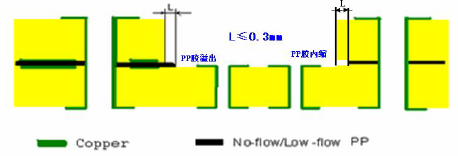 L
L
L≤0.3mm
PP胶溢出
PP胶内缩
Copper
No-flow/Low-flow PP